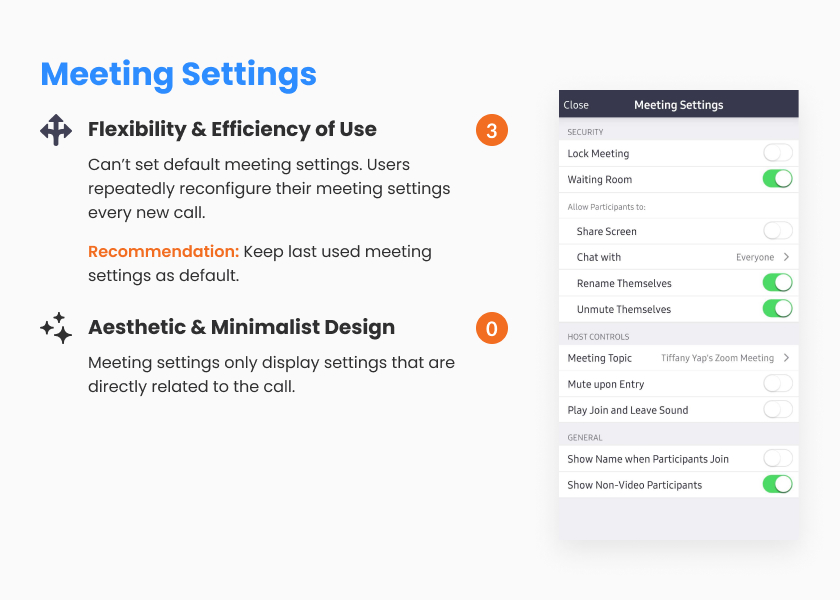 Meeting Settings
Flexibility & Efficiency of Use
3
Can’t set default meeting settings. Users
repeatedly reconfigure their meeting settings
every new call.
Recommendation: Keep last used meeting
settings as default.
Aesthetic & Minimalist Design
0
Meeting settings only display settings that are
directly related to the call.
Close
Meeting Settings
SECURITY
Lock Meeting
Waiting Room
Allow Participants to:
Share Screen
Chat with Everyone
Rename Themselves
Unmute Themselves
HOST CONTROLS
Meeting Topic Tiffany Yap's Zoom Meeting
Mute upon Entry
Play Join and Leave Sound
GENERAL
Show Name when Participants Join
Show Non-Video Participants